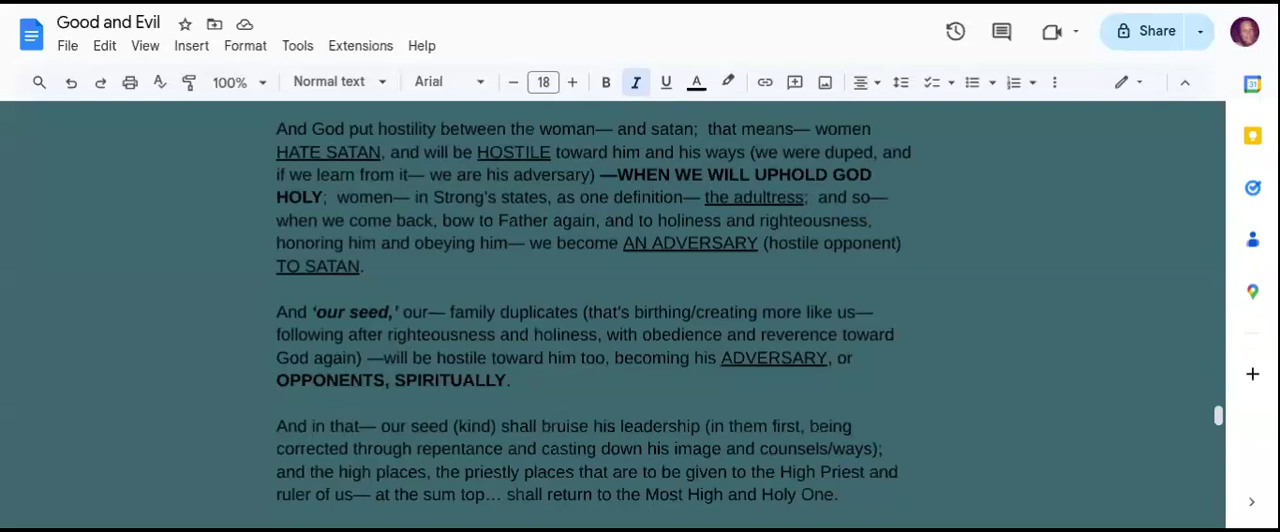 Good and Evil
File Edit View Insert Format Tools Extensions Help
Share
100% Normal text Arial 18 B I U A
31
And God put hostility between the woman— and satan; that means— women
HATE SATAN, and will be HOSTILE toward him and his ways (we were duped, and
if we learn from it— we are his adversary) —WHEN WE WILL UPHOLD GOD
HOLY; women— in Strong's states, as one definition— the adultress; and so—
when we come back, bow to Father again, and to holiness and righteousness,
honoring him and obeying him— we become AN ADVERSARY (hostile opponent)
TO SATAN.
And ‘our seed,’ our— family duplicates (that's birthing/creating more like us—
following after righteousness and holiness, with obedience and reverence toward
God again) —will be hostile toward him too, becoming his ADVERSARY, or
OPPONENTS, SPIRITUALLY.
And in that— our seed (kind) shall bruise his leadership (in them first, being
corrected through repentance and casting down his image and counsels/ways);
and the high places, the priestly places that are to be given to the High Priest and
ruler of us— at the sum top… shall return to the Most High and Holy One.